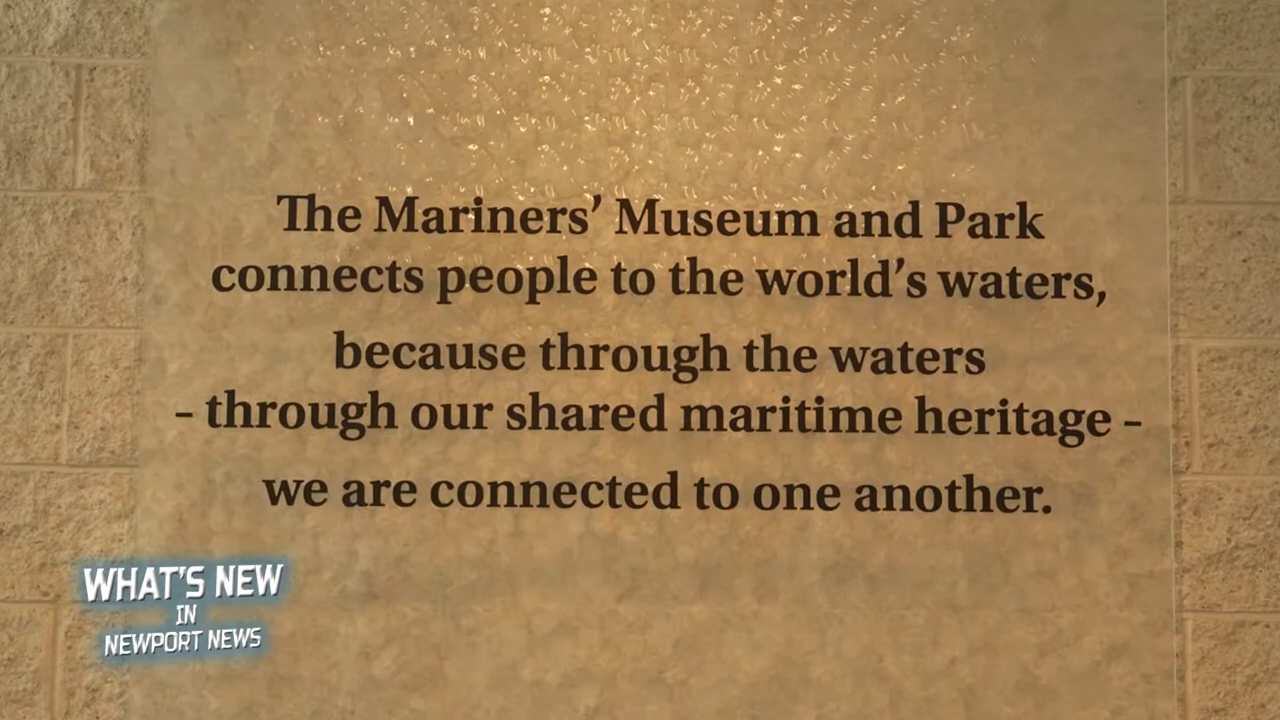 The Mariners’ Museum and Park
connects people to the world’s waters,
because through the waters
- through our shared maritime heritage -
we are connected to one another.
WHAT'S NEW
IN
NEWPORT NEWS